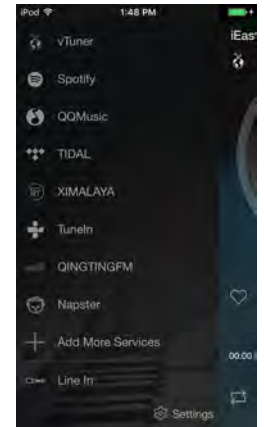 iPod 1:48 PM
iEas
vTuner
Spotify
QQMusic
TIDAL
XIMALAYA
TuneIn
QINGTINGFM
Napster
Add More Services
00:00
Line In
Settings